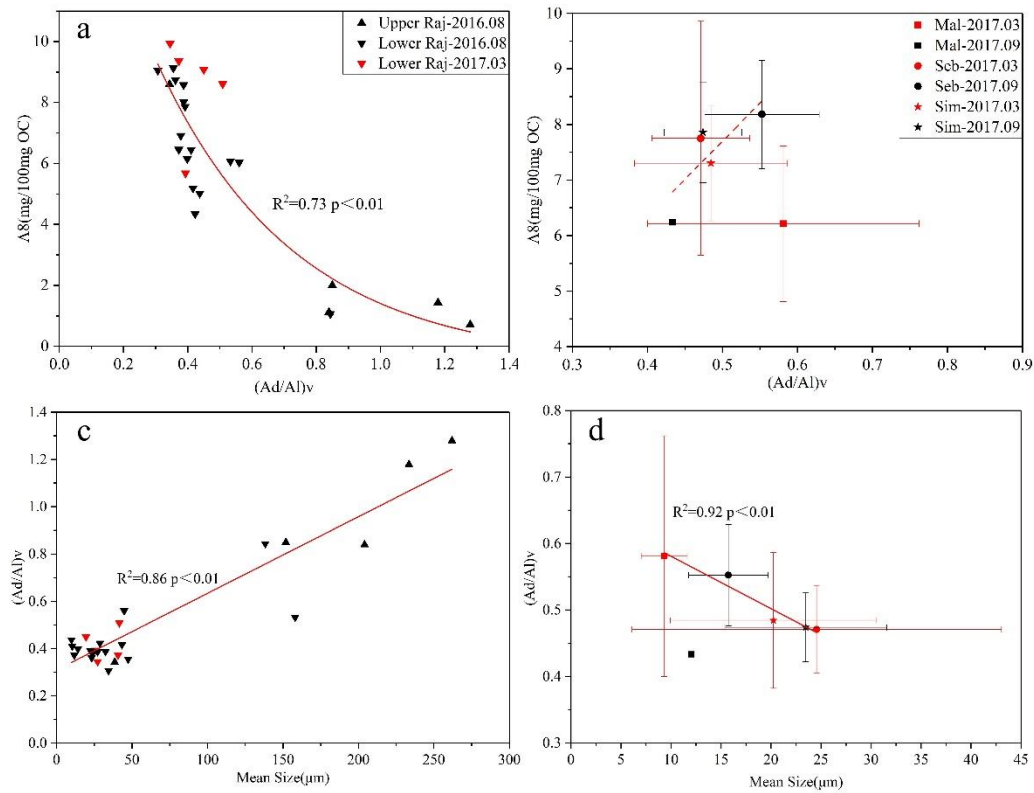 a
Upper Raj-2016.08
Lower Raj-2016.08
Lower Raj-2017.03
10
8
6
4
2
0
Λ8(mg/100mg OC)
R²=0.73 p<0.01
0.0 0.2 0.4 0.6 0.8 1.0 1.2 1.4
(Ad/Al)v
Mal-2017.03
Mal-2017.09
Seb-2017.03
Seb-2017.09
Sim-2017.03
Sim-2017.09
10
9
8
7
6
5
4
Λ8(mg/100mg OC)
0.3 0.4 0.5 0.6 0.7 0.8 0.9
(Ad/Al)v
c
1.4
1.2
1.0
0.8
0.6
0.4
0.2
0.0
(Ad/Al)v
R²=0.86 p<0.01
0 50 100 150 200 250 300
Mean Size(μm)
d
0.8
0.7
0.6
0.5
0.4
0.3
(Ad/Al)v
R²=0.92 p<0.01
0 5 10 15 20 25 30 35 40 45
Mean Size(μm)